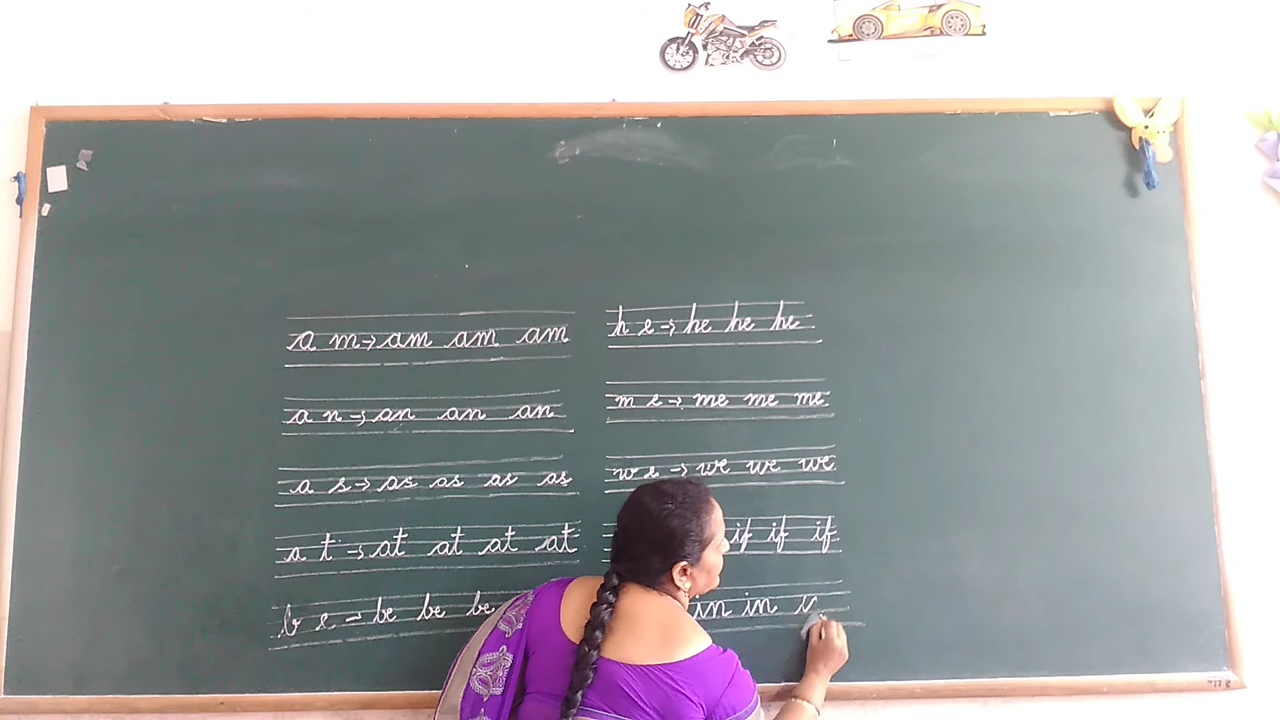 a m → am am am
a n → an an an
a s → as as as as
a t → at at at at
b e → be be be
h e → he he he
m e → me me me
w e → we we we
if if if
in in